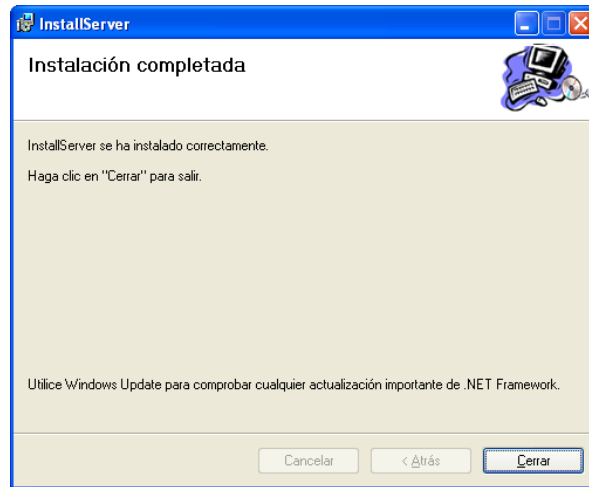 InstallServer
Instalación completada
InstallServer se ha instalado correctamente.
Haga clic en "Cerrar" para salir.
Utilice Windows Update para comprobar cualquier actualización importante de .NET Framework.
Cancelar
< Atrás
Cerrar